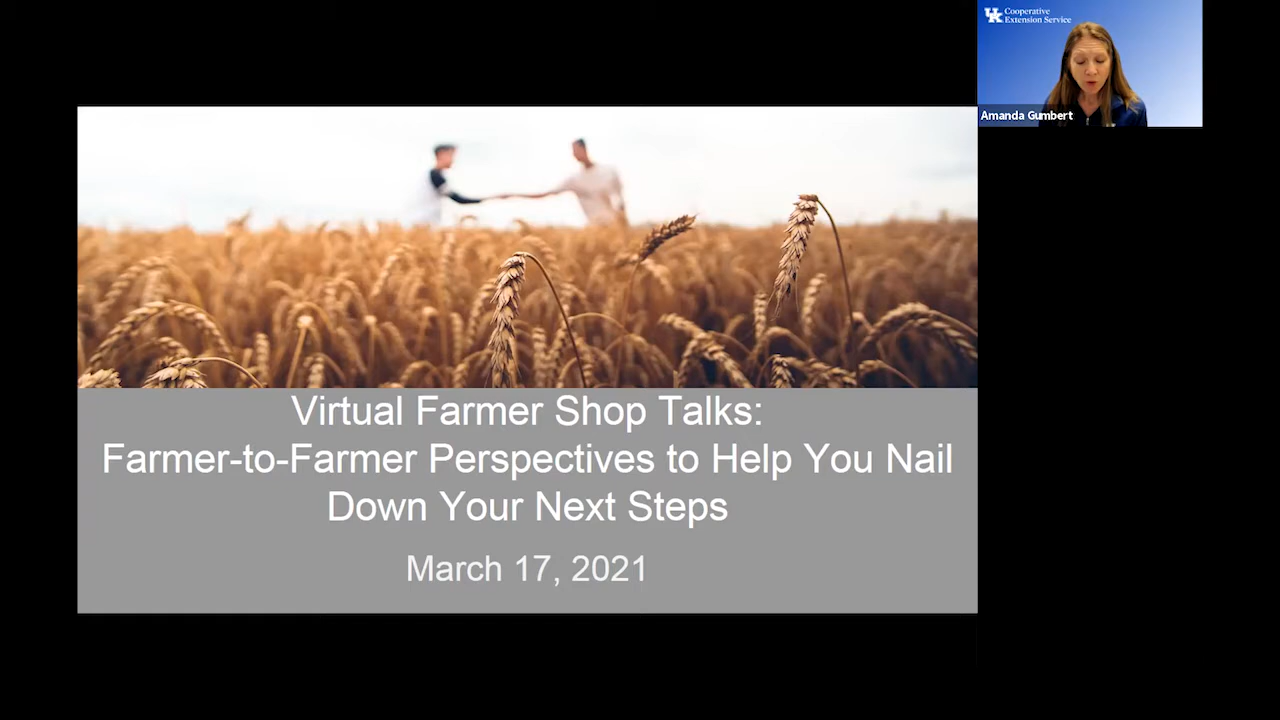 UK Cooperative
Extension Service
Amanda Gumbert
Virtual Farmer Shop Talks:
Farmer-to-Farmer Perspectives to Help You Nail
Down Your Next Steps
March 17, 2021